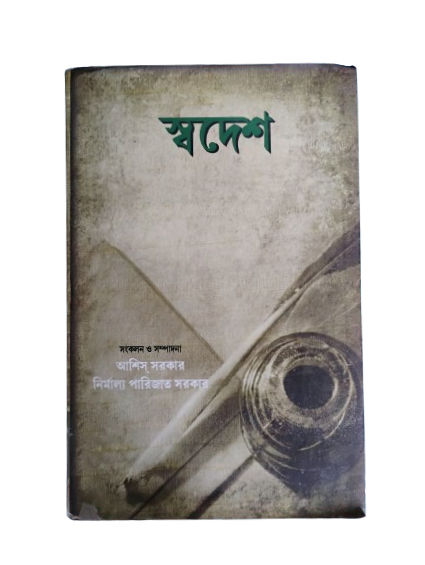 স্বদেশ
সংকলন ও সম্পাদনা
আশিস্ সরকার
নির্মাল্য পারিজাত সরকার